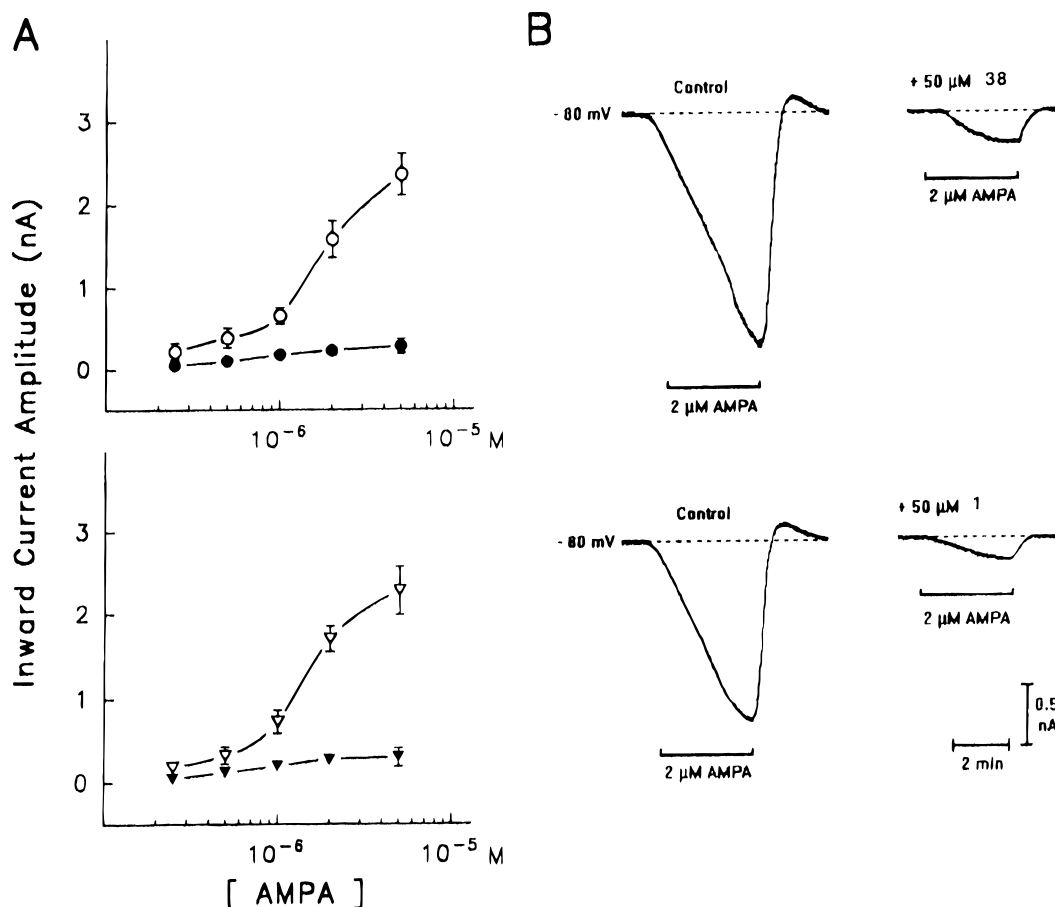 A
Inward Current Amplitude (nA)
3
2
1
0
10⁻⁶
10⁻⁵ M
3
2
1
0
10⁻⁶
10⁻⁵ M
[ AMPA ]
B
Control
- 80 mV
2 µM AMPA
+ 50 µM 38
2 µM AMPA
Control
- 80 mV
2 µM AMPA
+ 50 µM 1
2 µM AMPA
0.5
nA
2 min